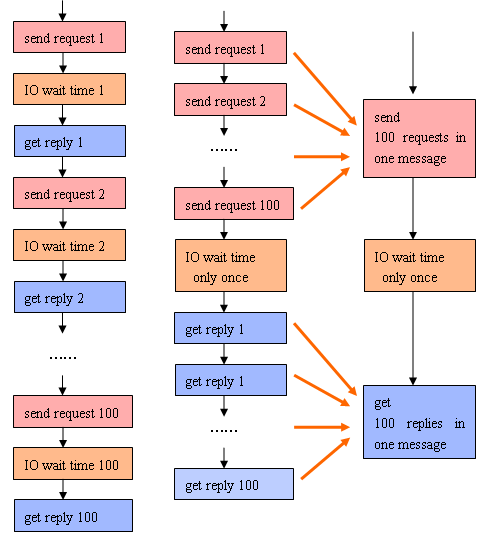 send request 1
IO wait time 1
get reply 1
send request 2
IO wait time 2
get reply 2
......
send request 100
IO wait time 100
get reply 100
send request 1
send request 2
......
send request 100
IO wait time
only once
get reply 1
get reply 1
......
get reply 100
send
100 requests in
one message
IO wait time
only once
get
100 replies in
one message